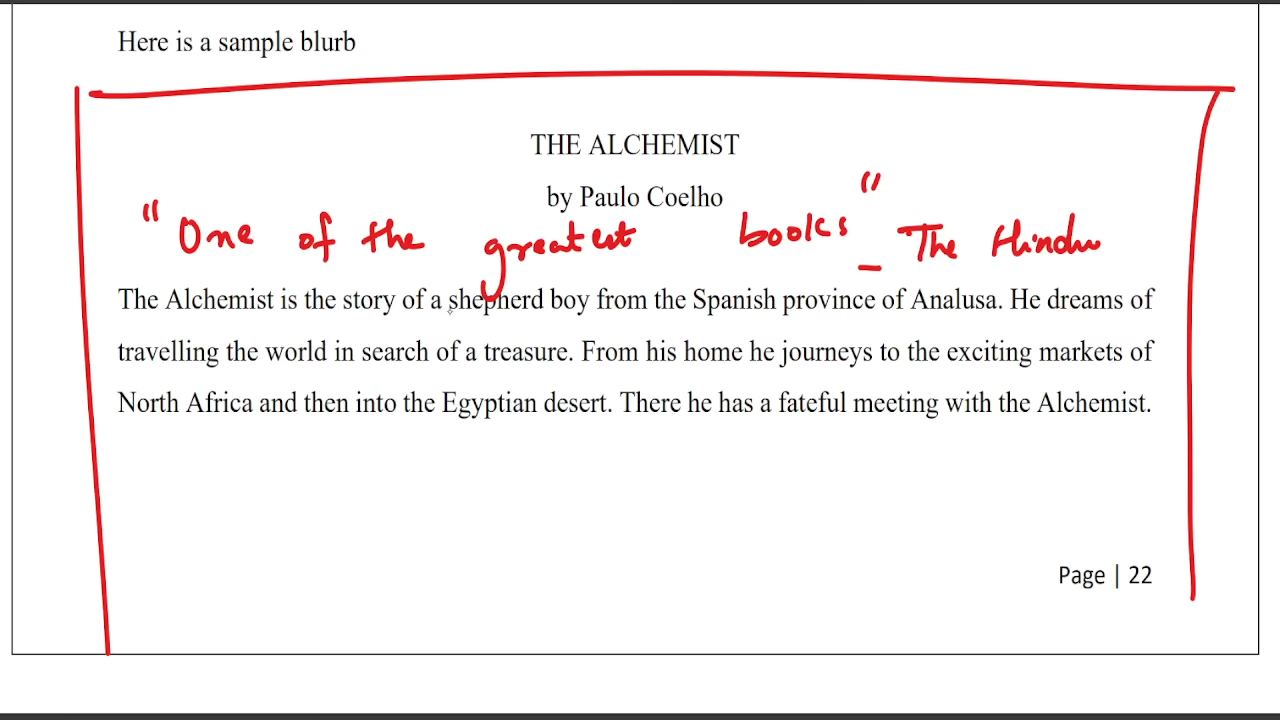 Here is a sample blurb
THE ALCHEMIST
by Paulo Coelho
"One of the greatest books" - The Hindu
The Alchemist is the story of a shepherd boy from the Spanish province of Analusa. He dreams of
travelling the world in search of a treasure. From his home he journeys to the exciting markets of
North Africa and then into the Egyptian desert. There he has a fateful meeting with the Alchemist.
Page | 22